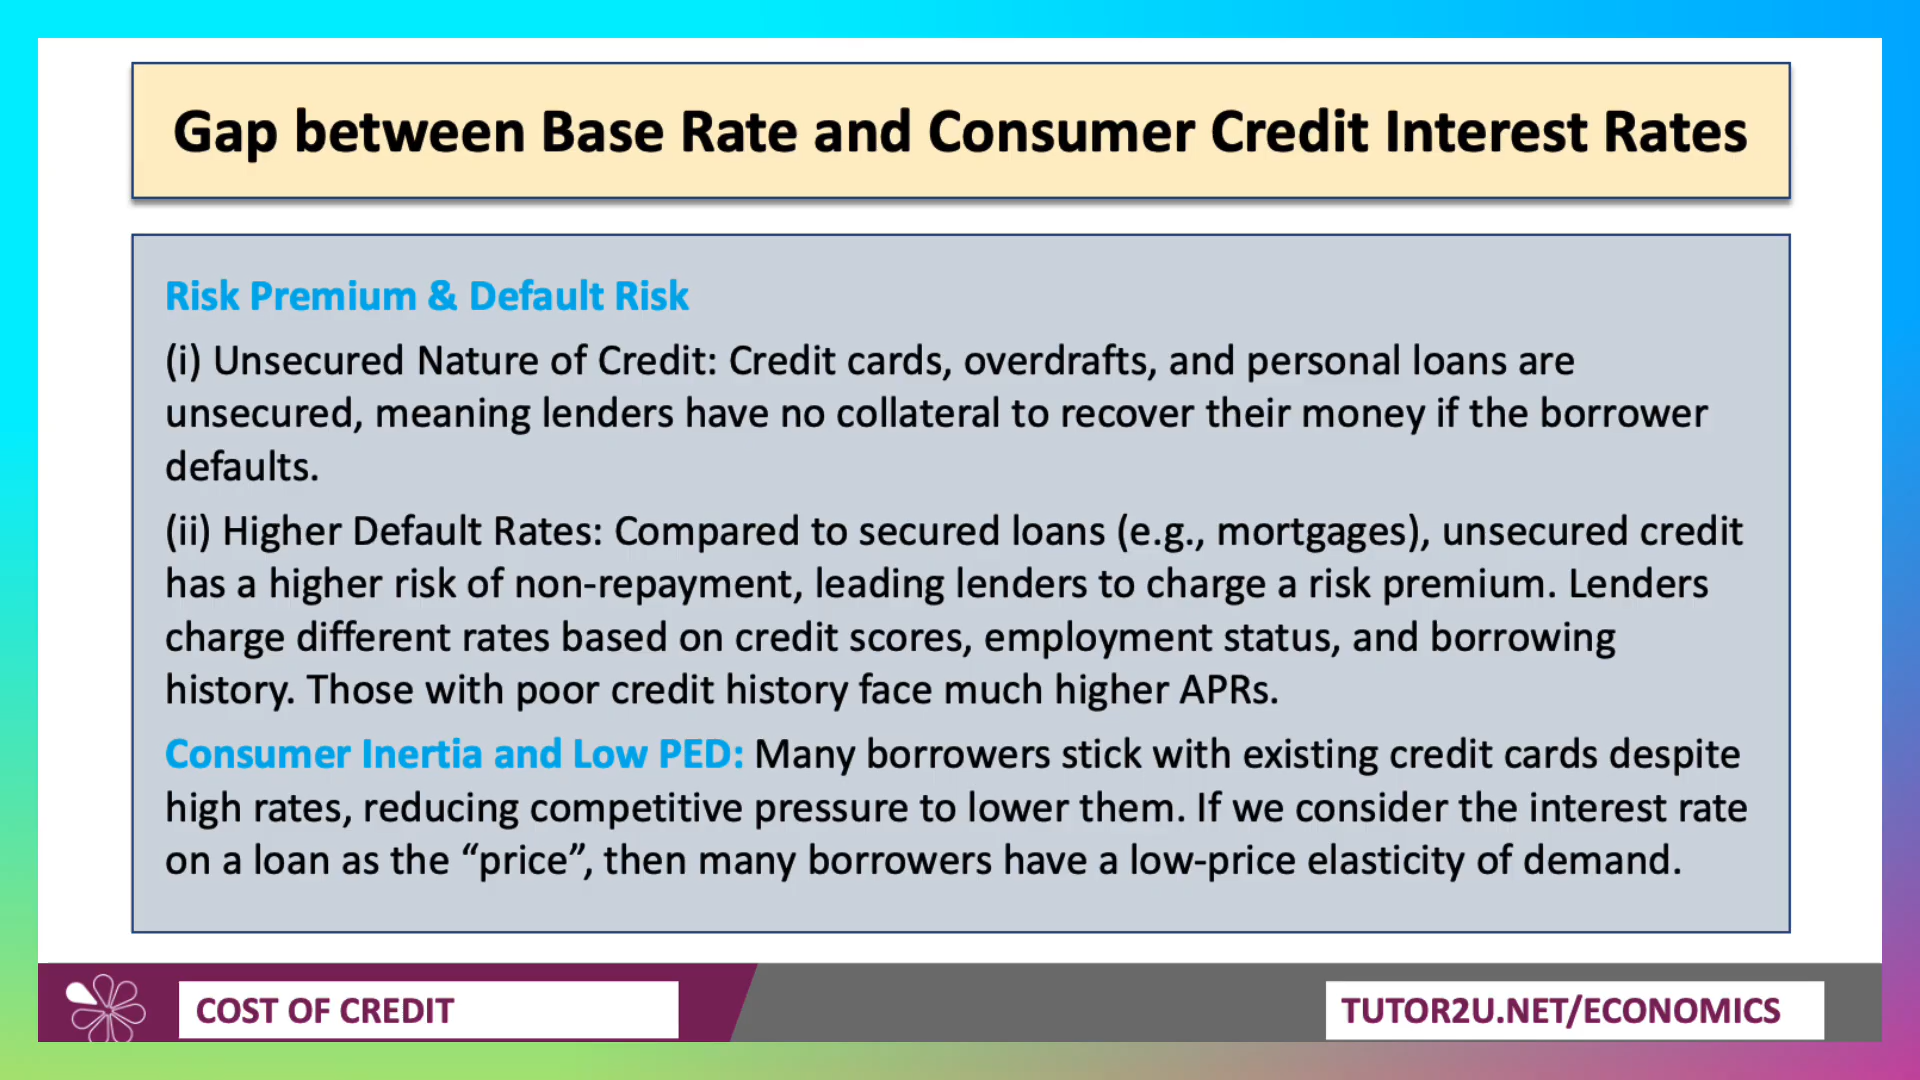 Gap between Base Rate and Consumer Credit Interest Rates
Risk Premium & Default Risk
(i) Unsecured Nature of Credit: Credit cards, overdrafts, and personal loans are
unsecured, meaning lenders have no collateral to recover their money if the borrower
defaults.
(ii) Higher Default Rates: Compared to secured loans (e.g., mortgages), unsecured credit
has a higher risk of non-repayment, leading lenders to charge a risk premium. Lenders
charge different rates based on credit scores, employment status, and borrowing
history. Those with poor credit history face much higher APRs.
Consumer Inertia and Low PED: Many borrowers stick with existing credit cards despite
high rates, reducing competitive pressure to lower them. If we consider the interest rate
on a loan as the “price”, then many borrowers have a low-price elasticity of demand.
COST OF CREDIT
TUTOR2U.NET/ECONOMICS